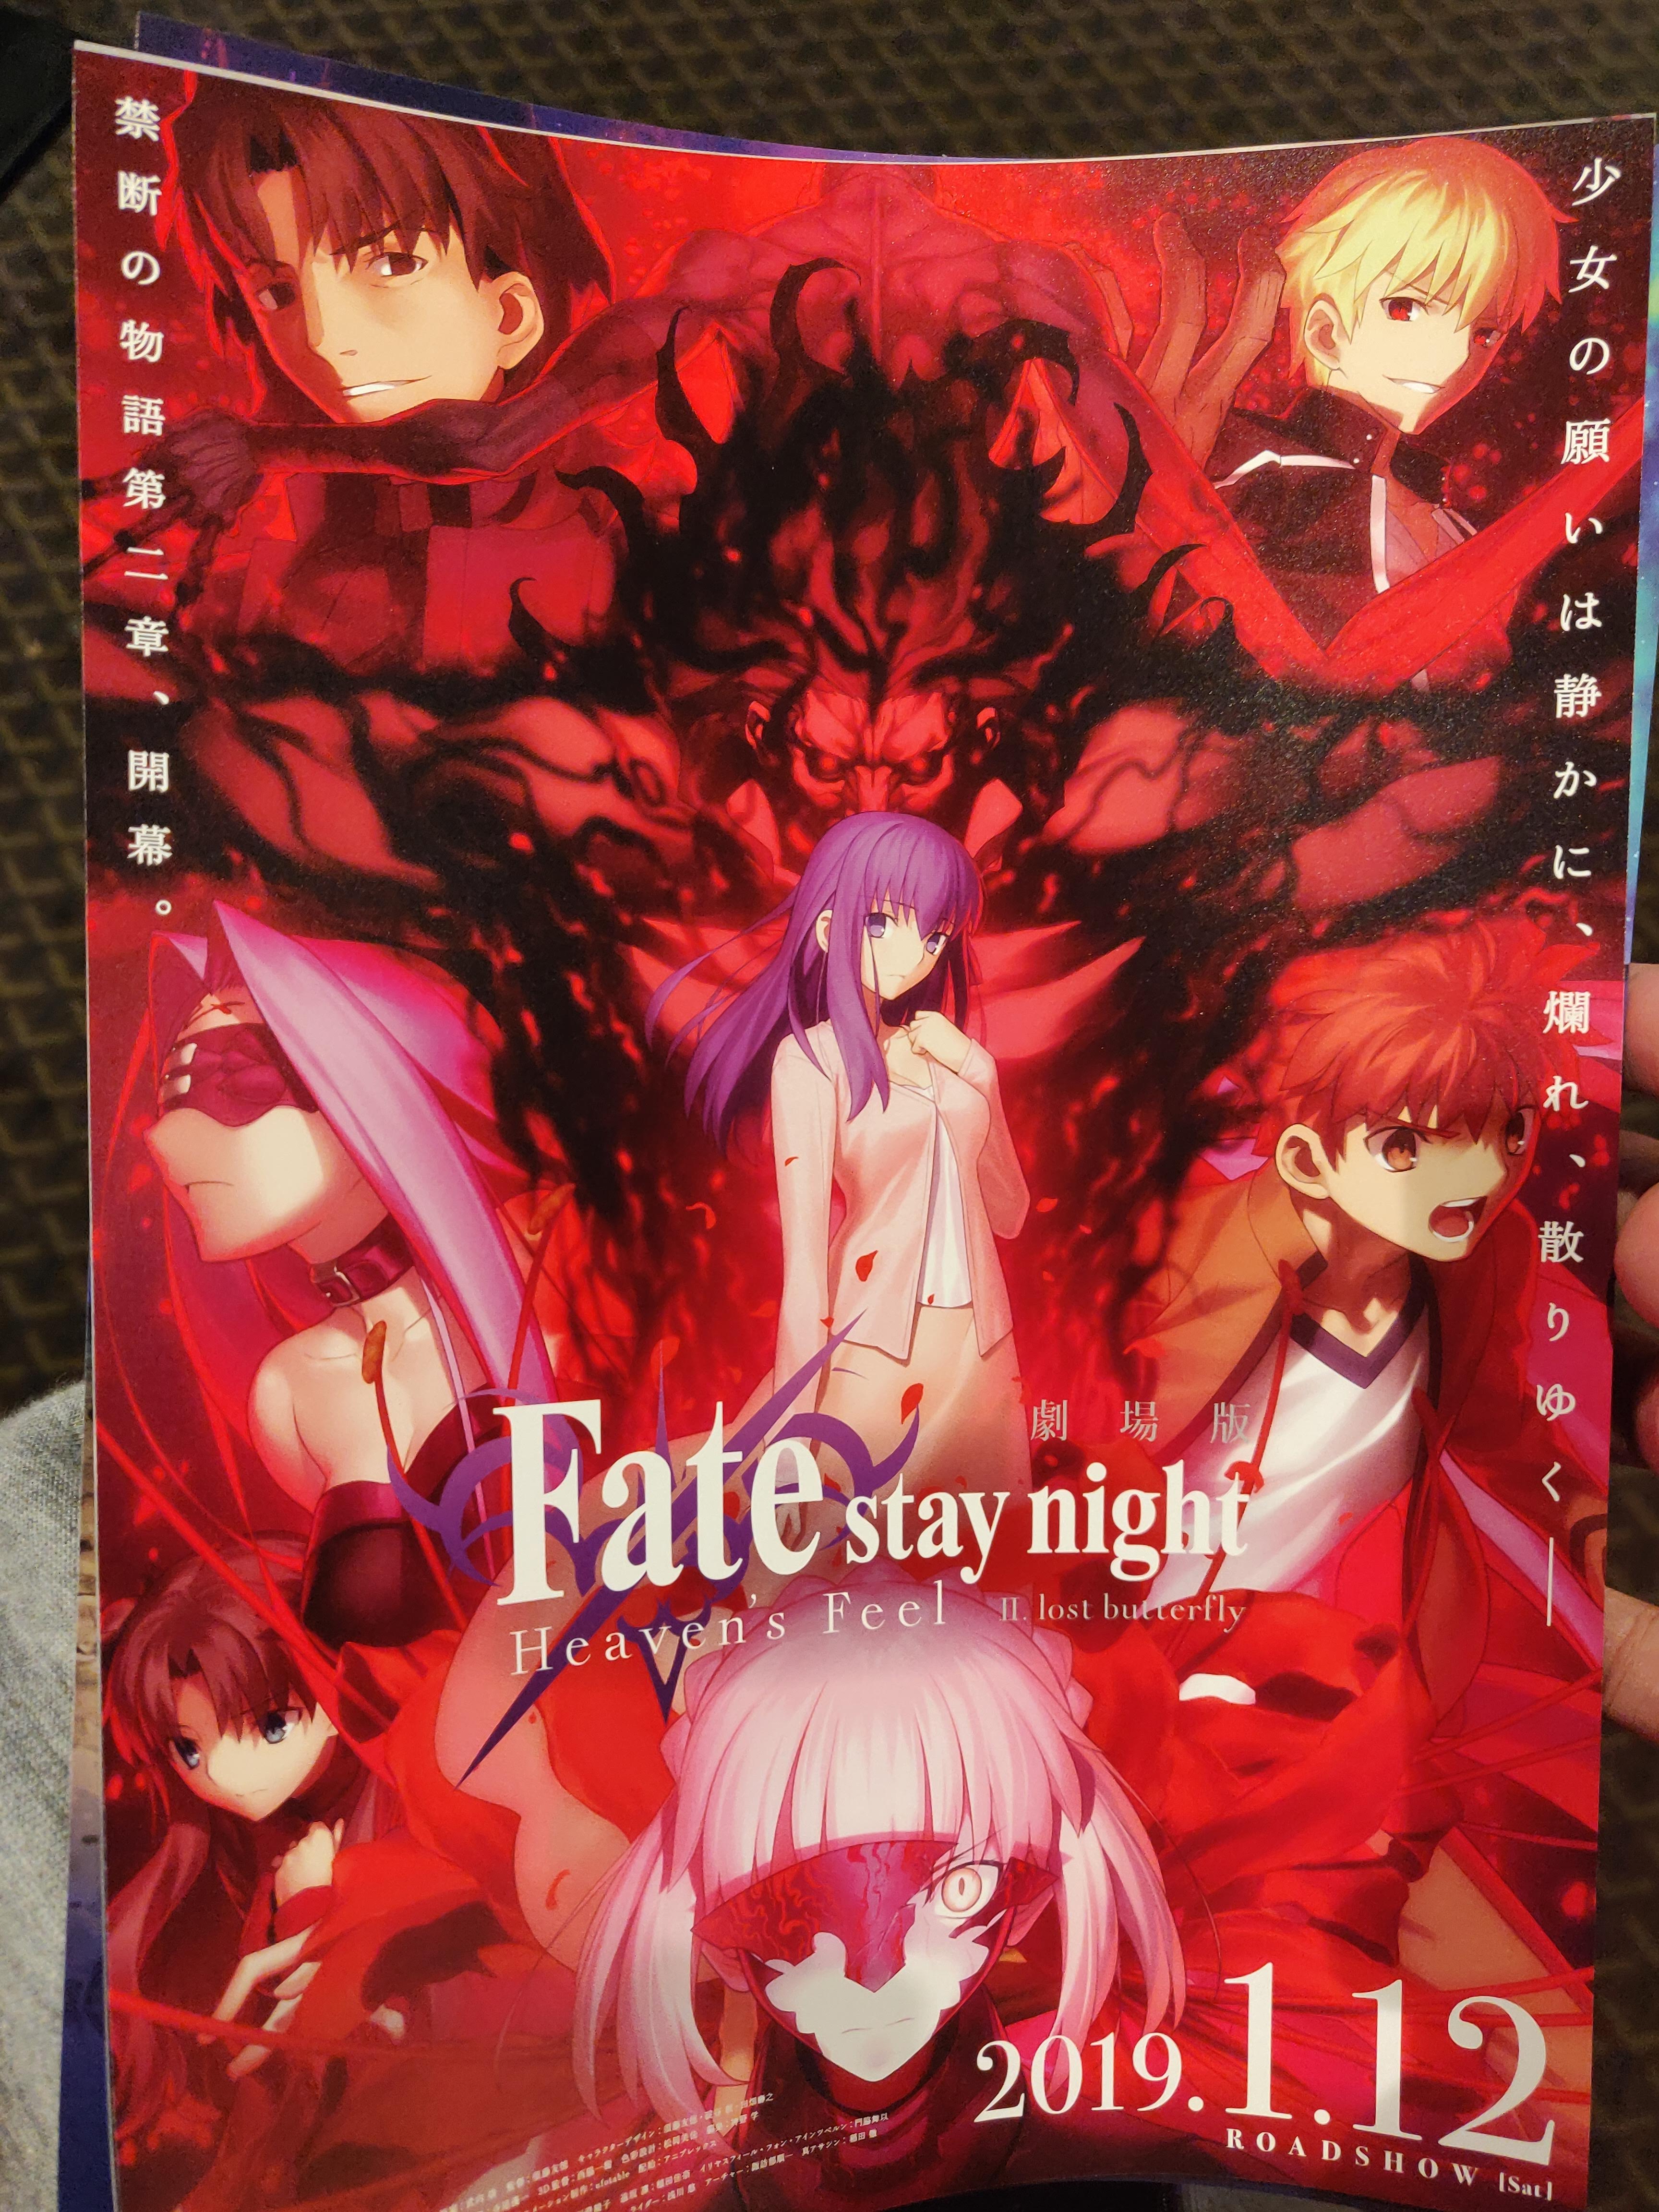 少女の願いは静かに、爛れ、散りゆく——
禁断の物語第二章、開幕。
劇場版
Fate stay night
Heaven's Feel Ⅱ. lost butterfly
2019.1.12
ROADSHOW [Sat]